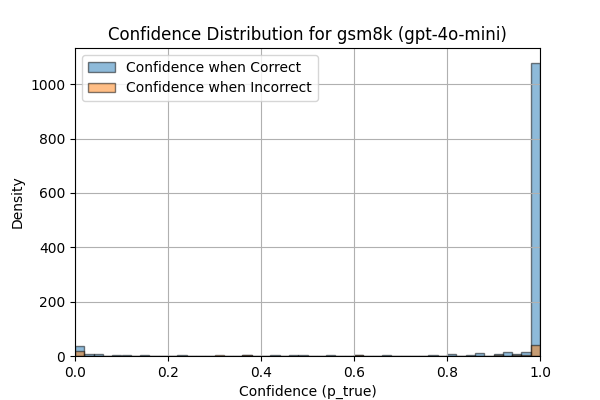 Confidence Distribution for gsm8k (gpt-4o-mini)
Confidence when Correct
Confidence when Incorrect
Density
1000
800
600
400
200
0
0.0 0.2 0.4 0.6 0.8 1.0
Confidence (p_true)